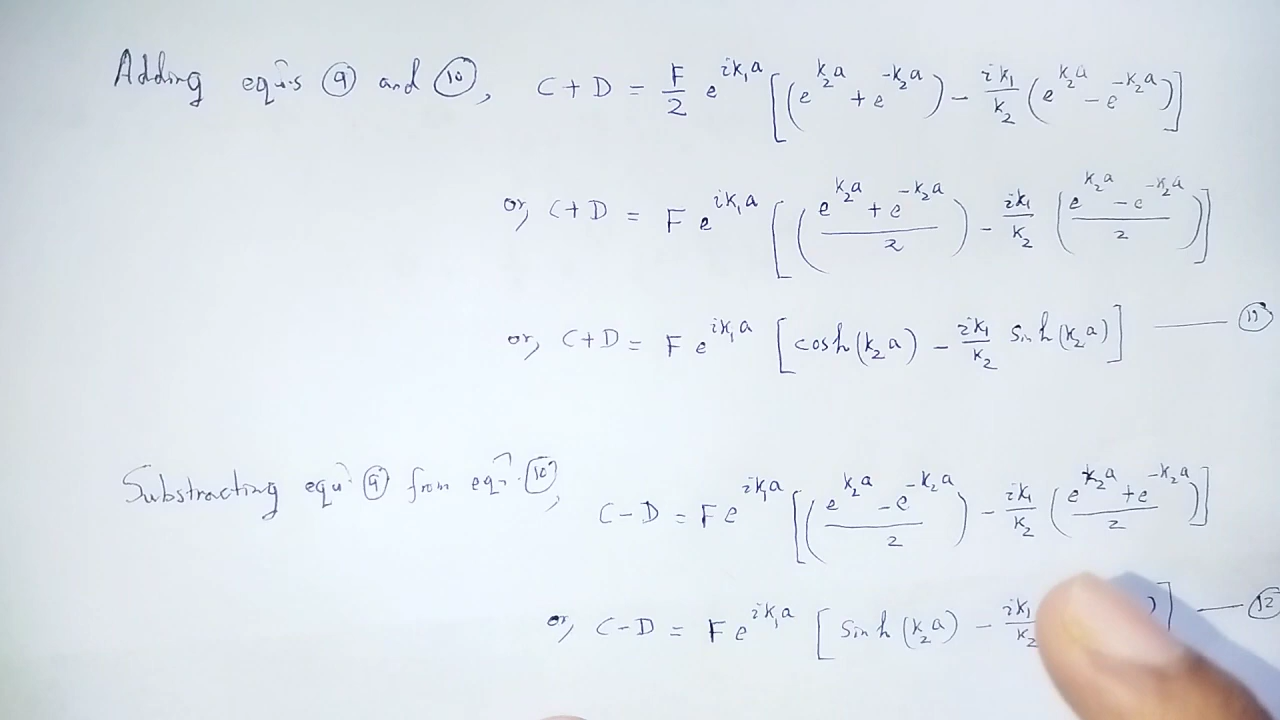 Adding equⁿs ⑨ and ⑩, C + D = F/2 e^{ik₁a} [(e^{k₂a} + e^{-k₂a}) - ik₁/k₂ (e^{k₂a} - e^{-k₂a})]
or, C + D = F e^{ik₁a} [((e^{k₂a} + e^{-k₂a})/2) - ik₁/k₂ ((e^{k₂a} - e^{-k₂a})/2)]
or, C + D = F e^{ik₁a} [cosh(k₂a) - ik₁/k₂ sinh(k₂a)] — ⑪
Substracting equⁿ ⑨ from eqⁿ. ⑩, C - D = F e^{ik₁a} [((e^{k₂a} - e^{-k₂a})/2) - ik₁/k₂ ((e^{k₂a} + e^{-k₂a})/2)]
or, C - D = F e^{ik₁a} [sinh(k₂a) - ik₁/k₂ )] — ⑫